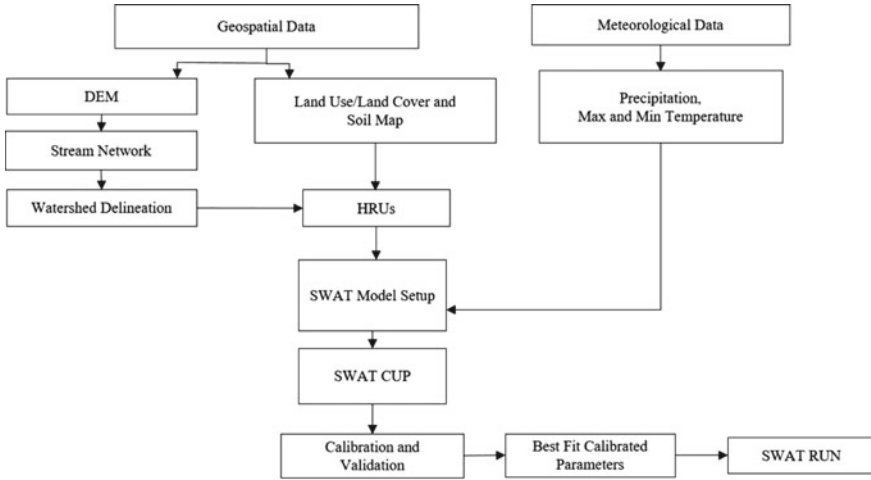 Geospatial Data
Meteorological Data
DEM
Land Use/Land Cover and
Soil Map
Precipitation,
Max and Min Temperature
Stream Network
Watershed Delineation
HRUs
SWAT Model Setup
SWAT CUP
Calibration and
Validation
Best Fit Calibrated
Parameters
SWAT RUN